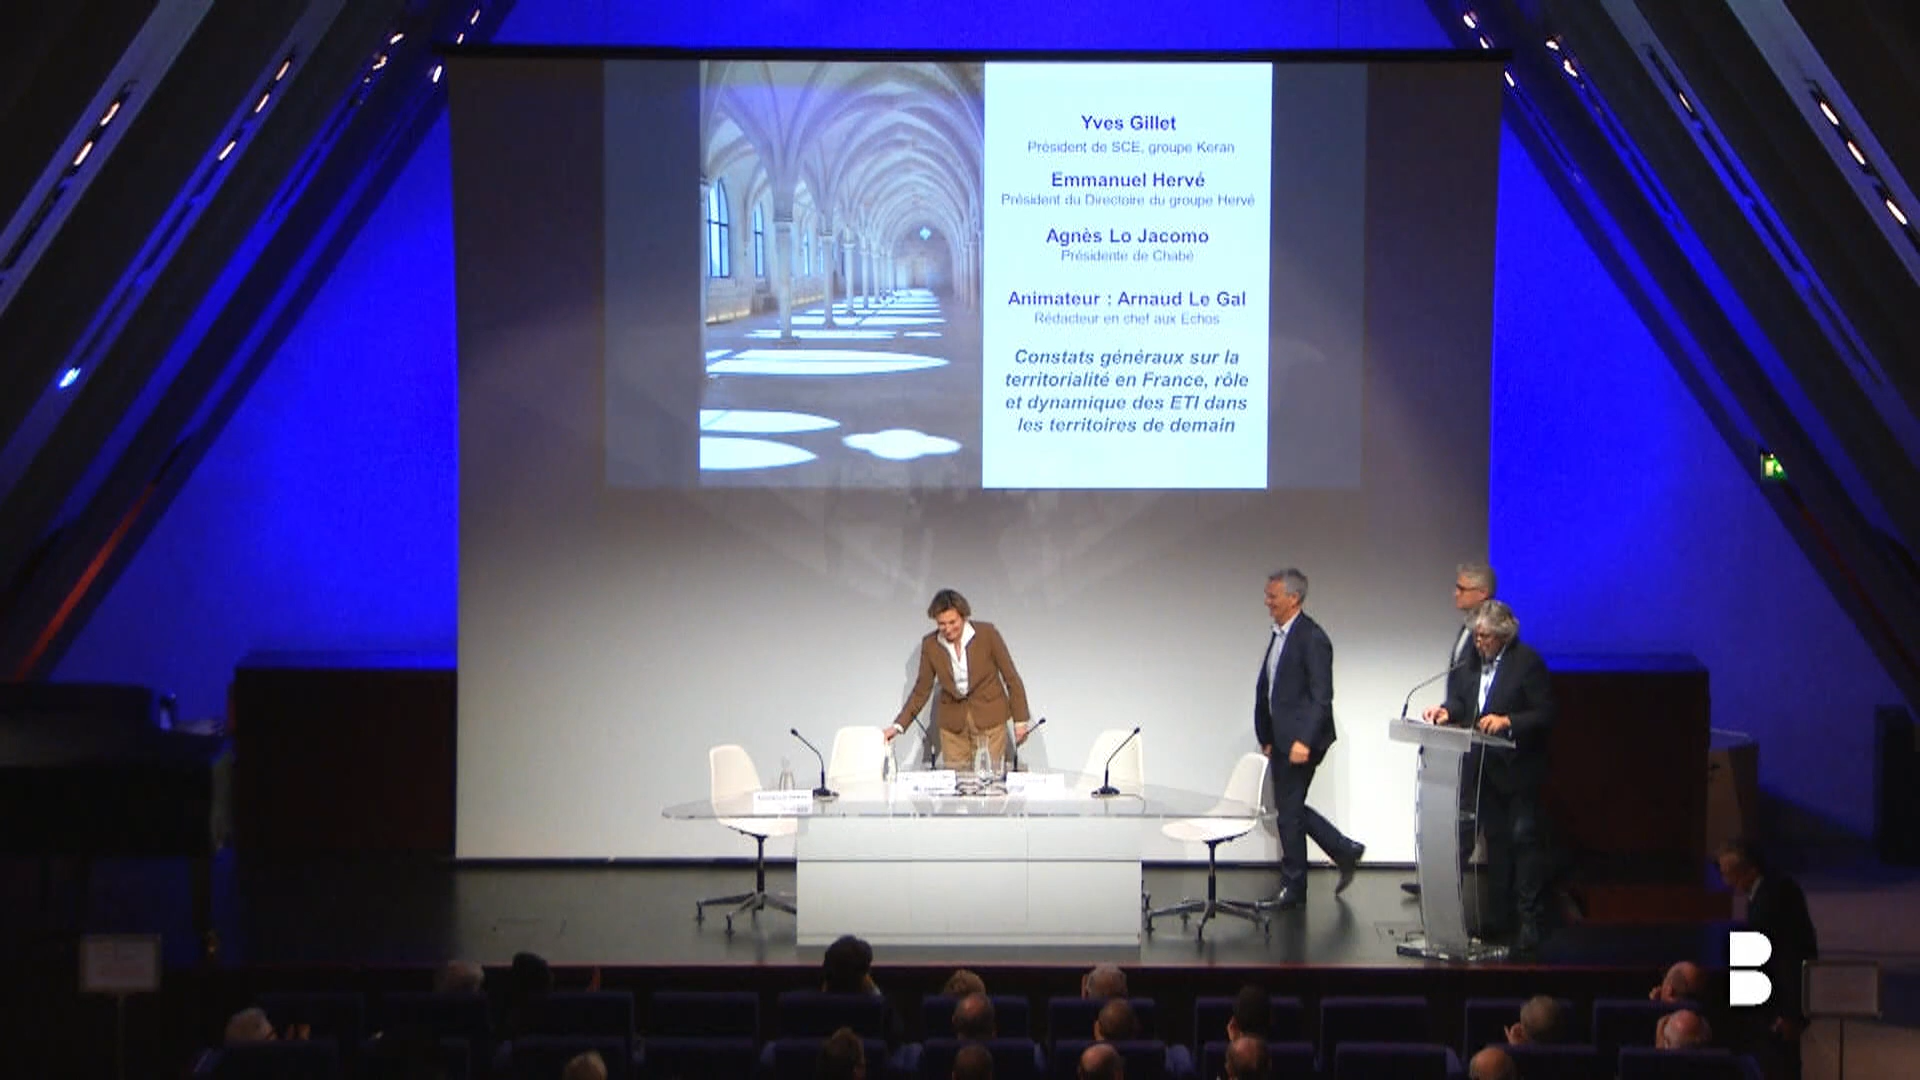 Yves Gillet
Président de SCE, groupe Keran
Emmanuel Hervé
Président du Directoire du groupe Hervé
Agnès Lo Jacomo
Présidente de Chabé
Animateur : Arnaud Le Gal
Rédacteur en chef aux Echos
Constats généraux sur la
territorialité en France, rôle
et dynamique des ETI dans
les territoires de demain
B